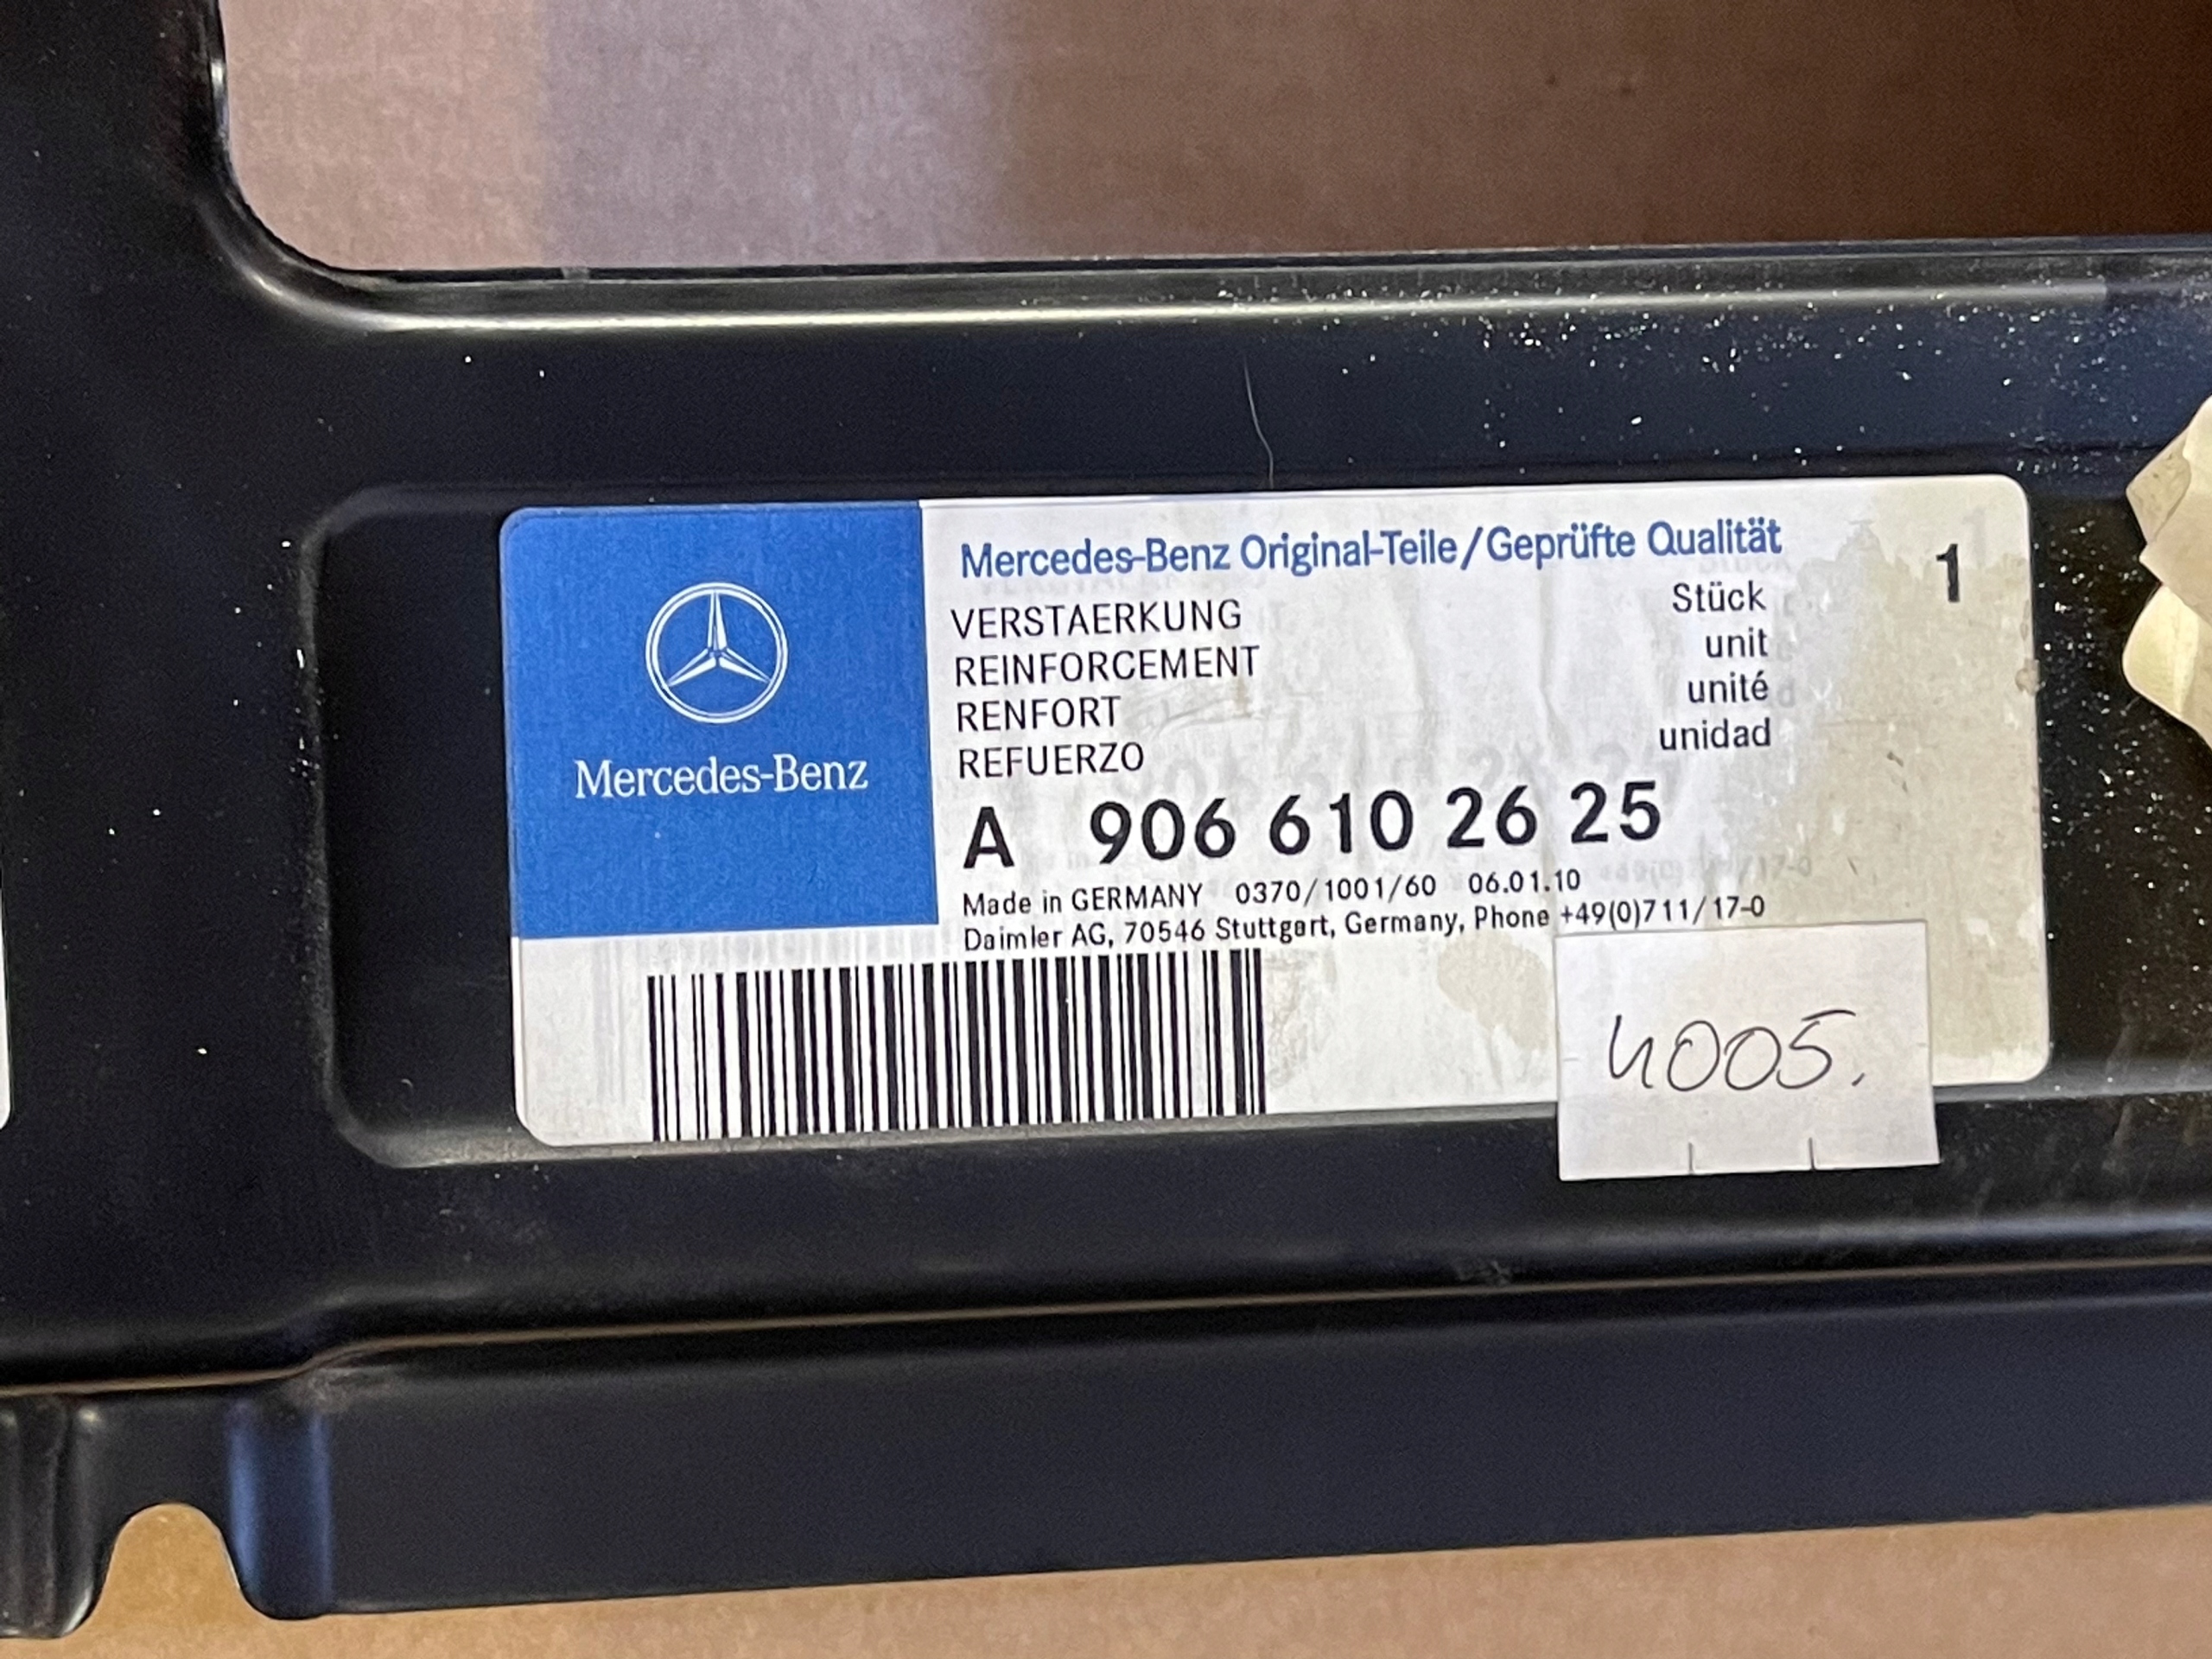 Mercedes-Benz
Mercedes-Benz Original-Teile/Geprüfte Qualität
VERSTAERKUNG
REINFORCEMENT
RENFORT
REFUERZO
Stück
unit
unité
unidad
1
A 906 610 26 25
Made in GERMANY 0370/1001/60 06.01.10
Daimler AG, 70546 Stuttgart, Germany, Phone +49(0)711/17-0
4005.